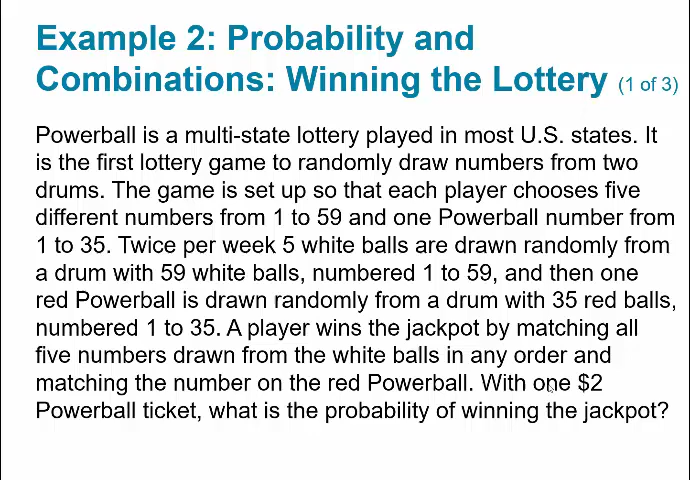 Example 2: Probability and
Combinations: Winning the Lottery (1 of 3)
Powerball is a multi-state lottery played in most U.S. states. It
is the first lottery game to randomly draw numbers from two
drums. The game is set up so that each player chooses five
different numbers from 1 to 59 and one Powerball number from
1 to 35. Twice per week 5 white balls are drawn randomly from
a drum with 59 white balls, numbered 1 to 59, and then one
red Powerball is drawn randomly from a drum with 35 red balls,
numbered 1 to 35. A player wins the jackpot by matching all
five numbers drawn from the white balls in any order and
matching the number on the red Powerball. With one $2
Powerball ticket, what is the probability of winning the jackpot?